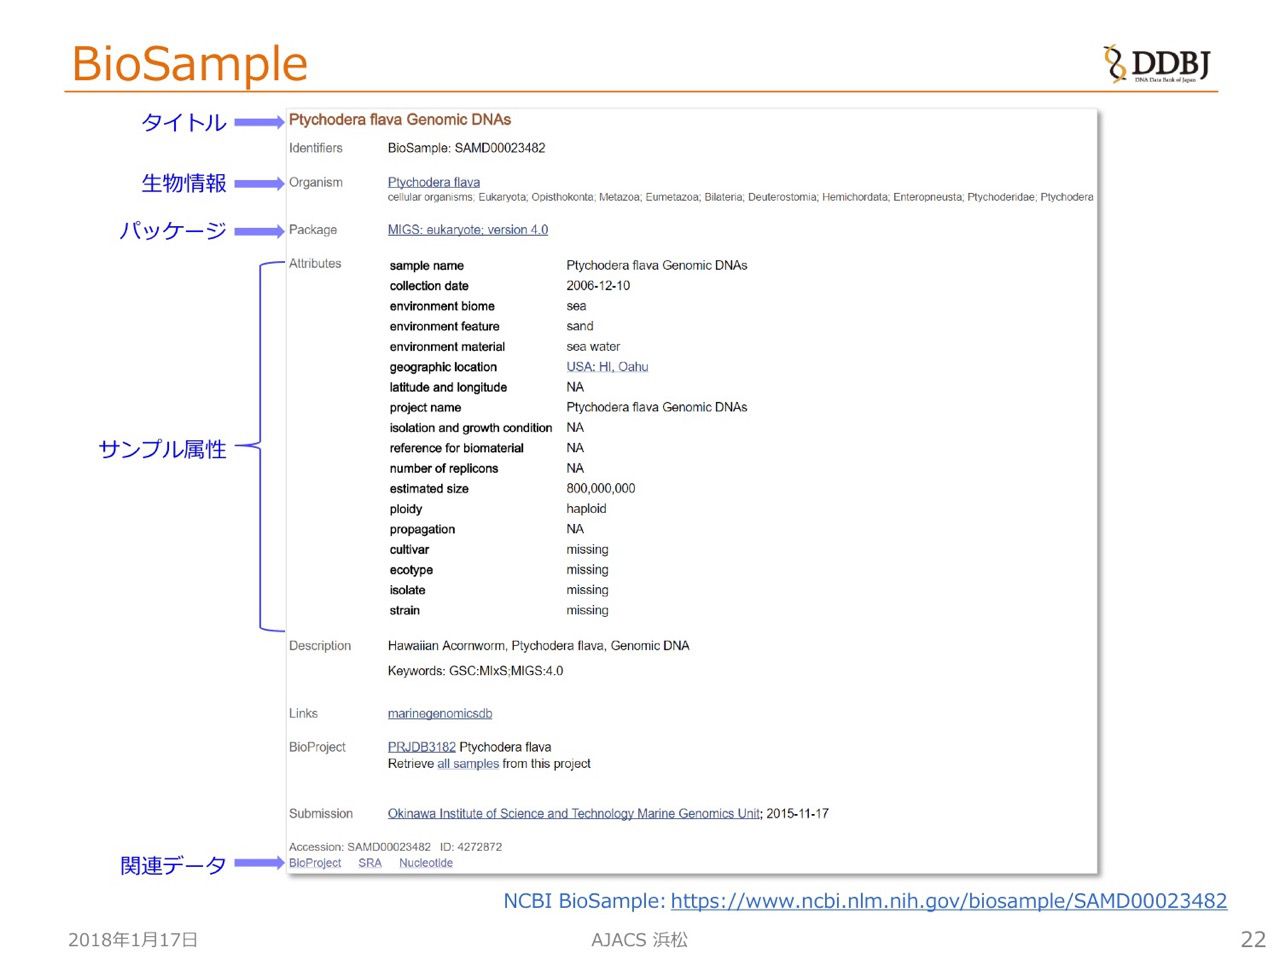 BioSample
DDBJ
DNA Data Bank of Japan
タイトル
Ptychodera flava Genomic DNAs
Identifiers BioSample: SAMD00023482
生物情報
Organism Ptychodera flava
cellular organisms; Eukaryota; Opisthokonta; Metazoa; Eumetazoa; Bilateria; Deuterostomia; Hemichordata; Enteropneusta; Ptychoderidae; Ptychodera
パッケージ
Package MIGS: eukaryote; version 4.0
サンプル属性
Attributes
sample name Ptychodera flava Genomic DNAs
collection date 2006-12-10
environment biome sea
environment feature sand
environment material sea water
geographic location USA: HI, Oahu
latitude and longitude NA
project name Ptychodera flava Genomic DNAs
isolation and growth condition NA
reference for biomaterial NA
number of replicons NA
estimated size 800,000,000
ploidy haploid
propagation NA
cultivar missing
ecotype missing
isolate missing
strain missing
Description Hawaiian Acornworm, Ptychodera flava, Genomic DNA
Keywords: GSC:MIxS;MIGS:4.0
Links marinegenomicsdb
BioProject PRJDB3182 Ptychodera flava
Retrieve all samples from this project
Submission Okinawa Institute of Science and Technology Marine Genomics Unit; 2015-11-17
Accession: SAMD00023482 ID: 4272872
関連データ
BioProject SRA Nucleotide
NCBI BioSample: https://www.ncbi.nlm.nih.gov/biosample/SAMD00023482
2018年1月17日
AJACS 浜松
22